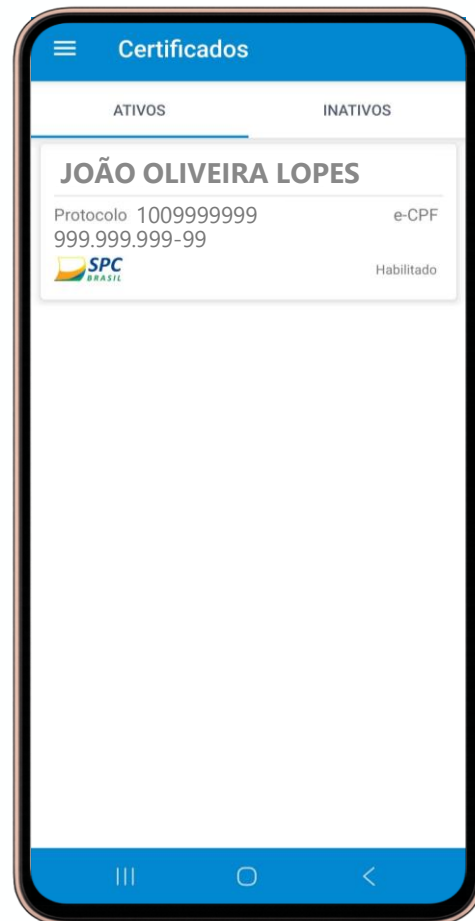 Certificados
ATIVOS INATIVOS
JOÃO OLIVEIRA LOPES
Protocolo 1009999999 e-CPF
999.999.999-99
SPC
BRASIL
Habilitado